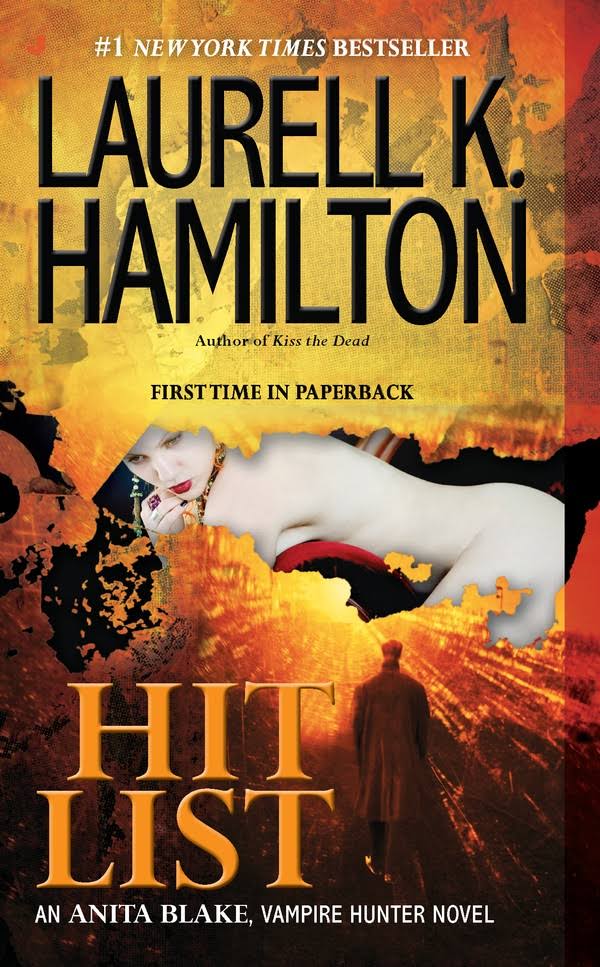 #1 NEW YORK TIMES BESTSELLER
LAURELL K.
HAMILTON
Author of Kiss the Dead
FIRST TIME IN PAPERBACK
HIT
LIST
AN ANITA BLAKE, VAMPIRE HUNTER NOVEL